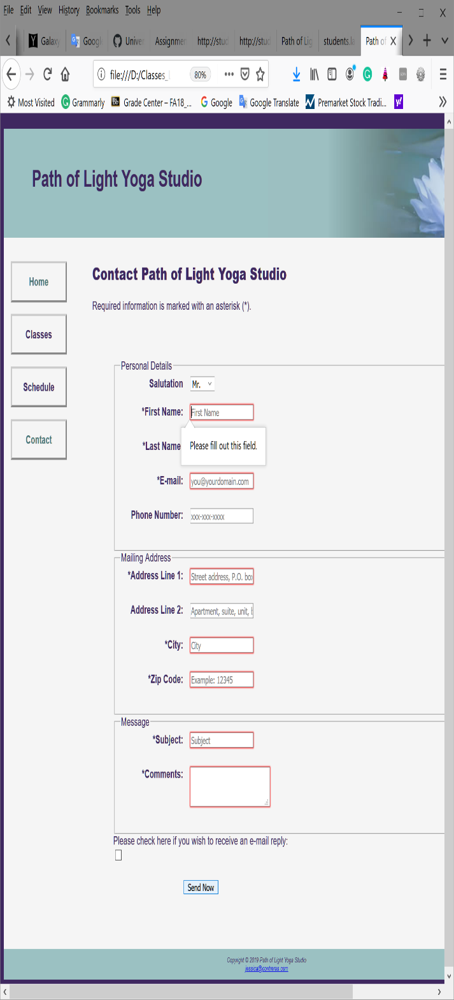 File Edit View History Bookmarks Tools Help
Galaxy Google Univer Assignme http://stud http://stud Path of Lig students.la Path of
file:///D:/Classes_ 80%
Most Visited Grammarly Bb Grade Center – FA18_... Google Google Translate Premarket Stock Tradi... y!
Path of Light Yoga Studio
Home
Classes
Schedule
Contact
Contact Path of Light Yoga Studio
Required information is marked with an asterisk (*).
Personal Details
Salutation Mr.
*First Name: First Name
Please fill out this field.
*Last Name
*E-mail: you@yourdomain.com
Phone Number: xxx-xxx-xxxx
Mailing Address
*Address Line 1: Street address, P.O. box
Address Line 2: Apartment, suite, unit, b
*City: City
*Zip Code: Example: 12345
Message
*Subject: Subject
*Comments:
Please check here if you wish to receive an e-mail reply:
Send Now
Copyright © 2019 Path of Light Yoga Studio
jessica@contreras.com